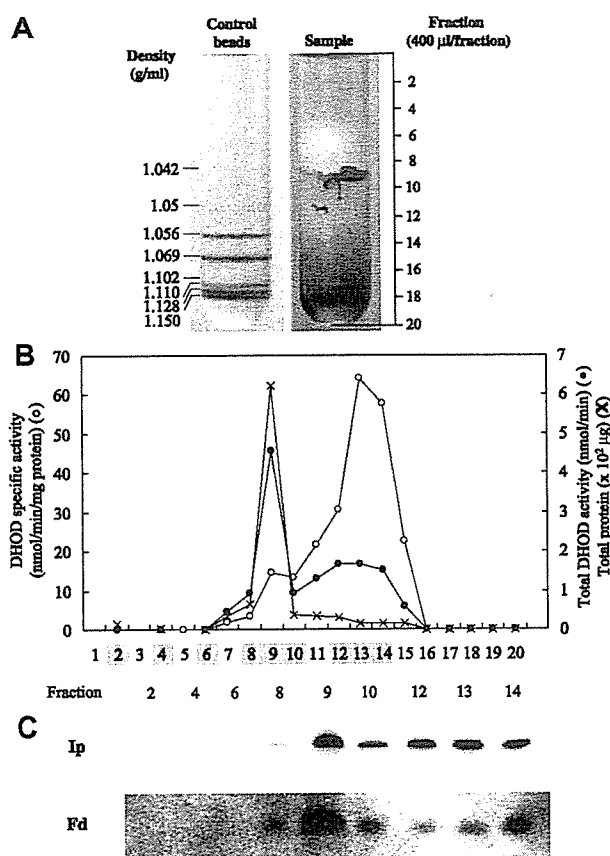 A
Control beads
Sample
Fraction (400 µl/fraction)
Density (g/ml)
1.042
1.05
1.056
1.069
1.102
1.110
1.128
1.150
2
4
6
8
10
12
14
16
18
20
B
DHOD specific activity (nmol/min/mg protein) (○)
70
60
50
40
30
20
10
0
7
6
5
4
3
2
1
0
Total DHOD activity (nmol/min) (●)
Total protein (x 10² µg) (X)
1 2 3 4 5 6 7 8 9 10 11 12 13 14 15 16 17 18 19 20
Fraction 2 4 6 8 9 10 12 13 14
C
Ip
Fd